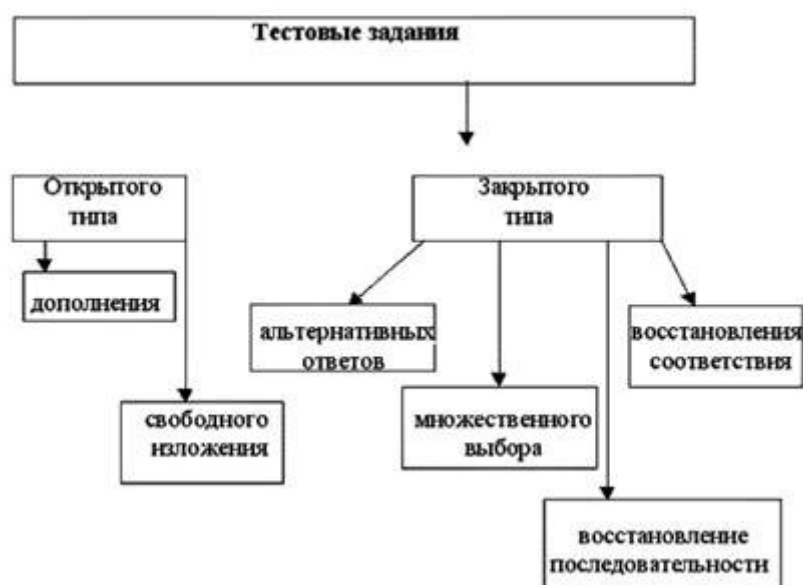 Тестовые задания
Открытого
типа
Закрытого
типа
дополнения
альтернативных
ответов
восстановления
соответствия
свободного
изложения
множественного
выбора
восстановление
последовательности